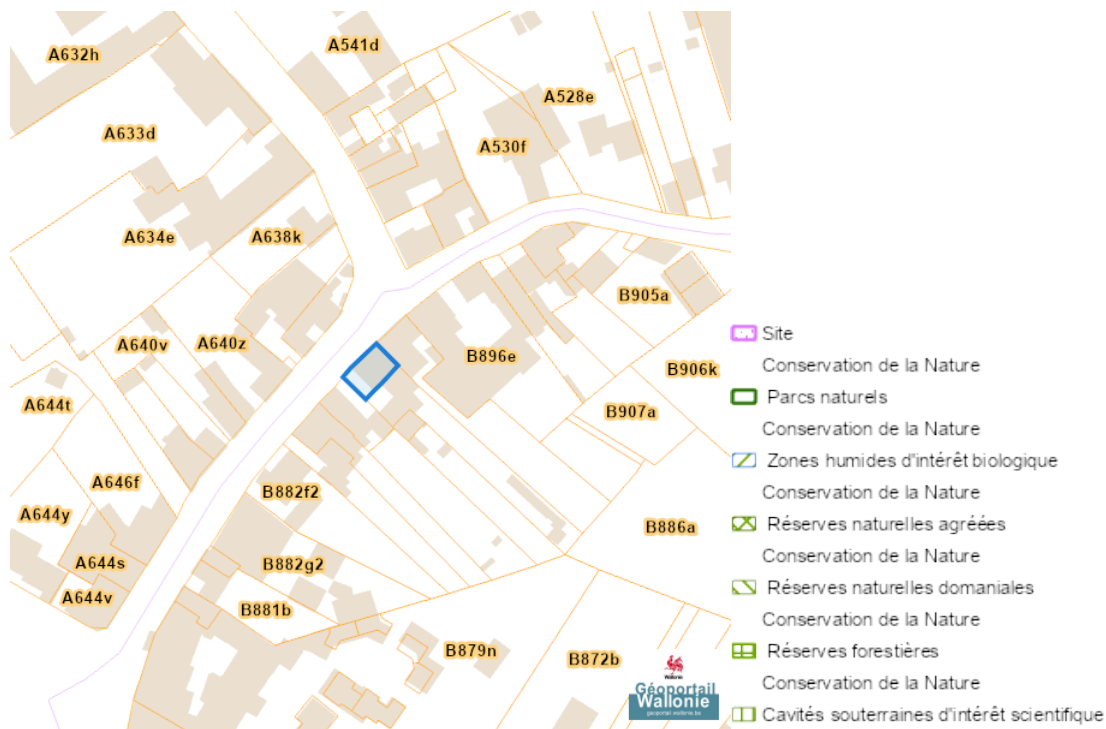 A632h
A541d
A528e
A633d
A530f
A634e
A638k
B905a
A640v
A640z
B896e
B906k
A644t
B907a
A646f
B882f2
A644y
B886a
A644s
B882g2
A644v
B881b
B879n
B872b
Wallonie
Géoportail
Wallonie
geoportail.wallonie.be
Site
Conservation de la Nature
Parcs naturels
Conservation de la Nature
Zones humides d'intérêt biologique
Conservation de la Nature
Réserves naturelles agréées
Conservation de la Nature
Réserves naturelles domaniales
Conservation de la Nature
Réserves forestières
Conservation de la Nature
Cavités souterraines d'intérêt scientifique